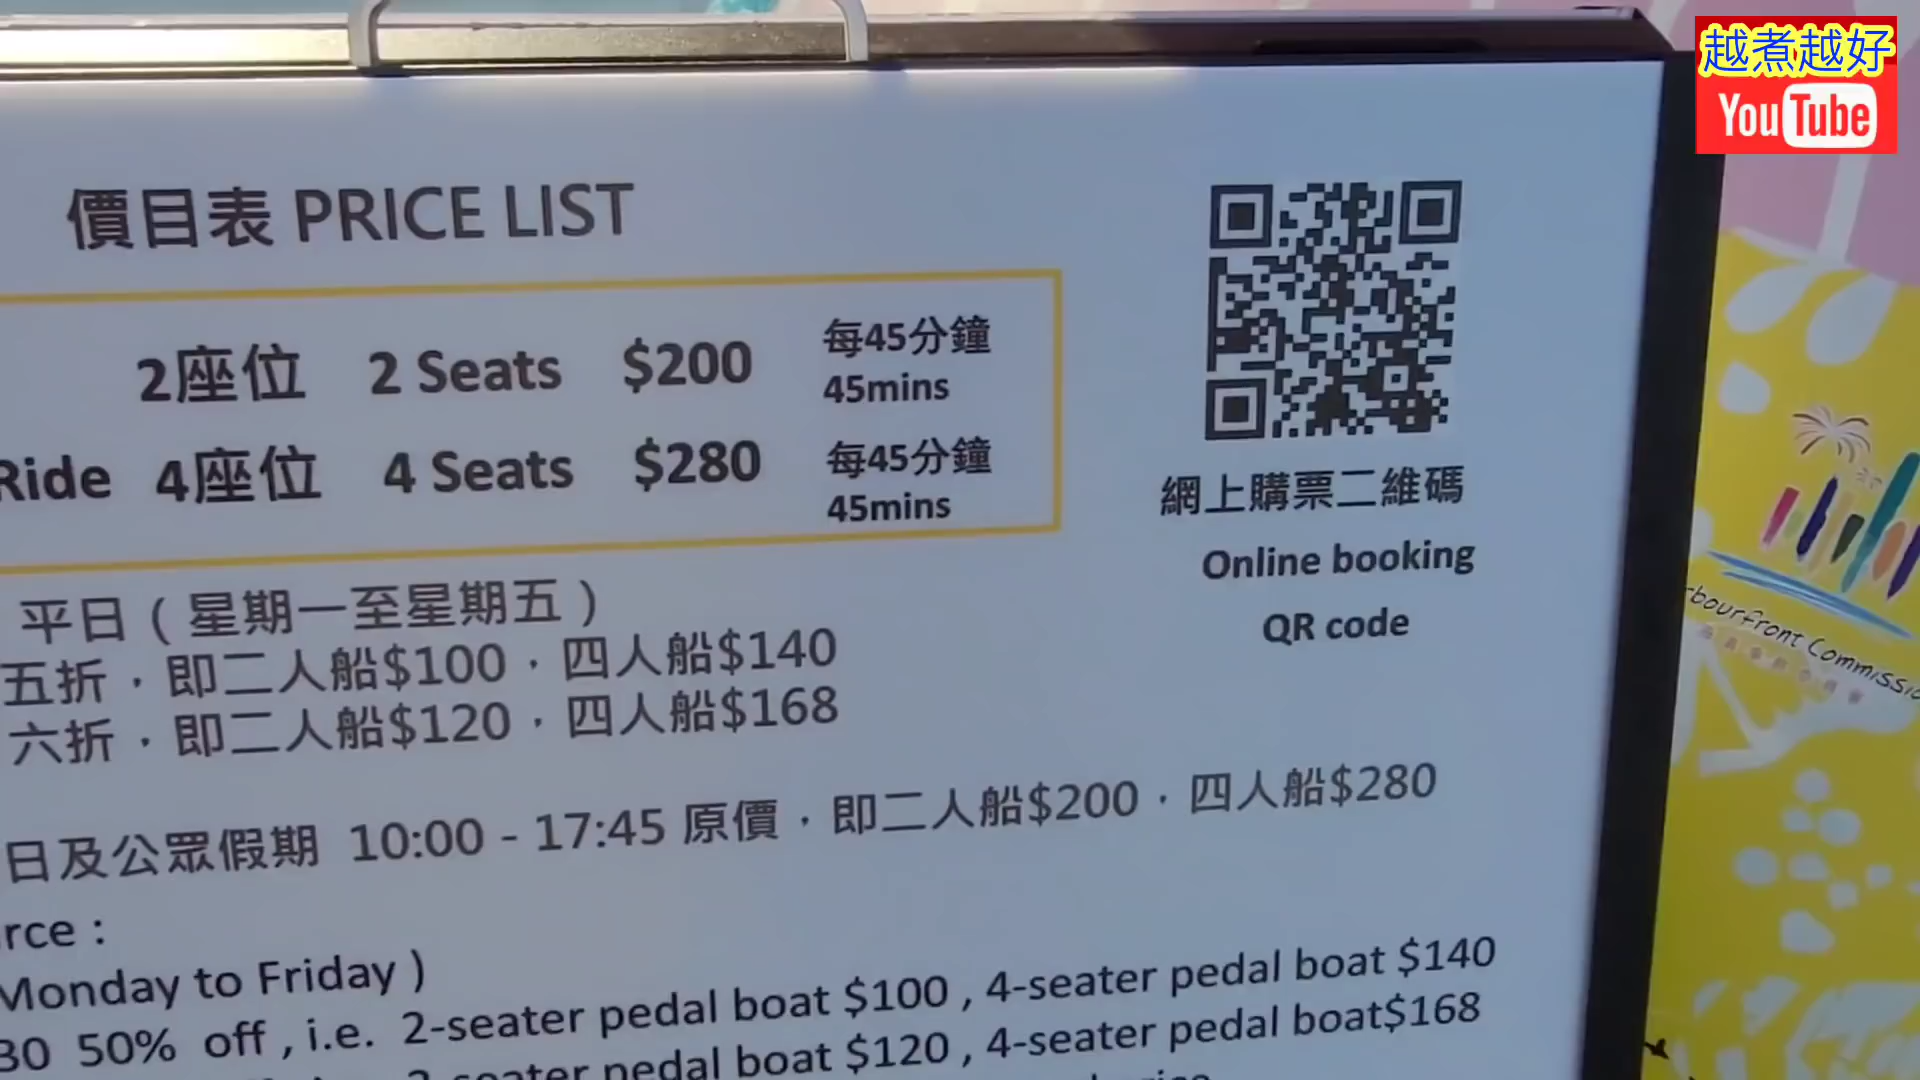 越煮越好
YouTube
價目表 PRICE LIST
2座位 2 Seats $200 每45分鐘
45mins
Ride 4座位 4 Seats $280 每45分鐘
45mins
網上購票二維碼
Online booking
QR code
平日(星期一至星期五)
五折,即二人船$100,四人船$140
六折,即二人船$120,四人船$168
日及公眾假期 10:00 - 17:45 原價,即二人船$200,四人船$280
rce :
Monday to Friday )
30 50% off , i.e. 2-seater pedal boat $100 , 4-seater pedal boat $140
2-seater pedal boat $120 , 4-seater pedal boat$168
rbourfront Commissio